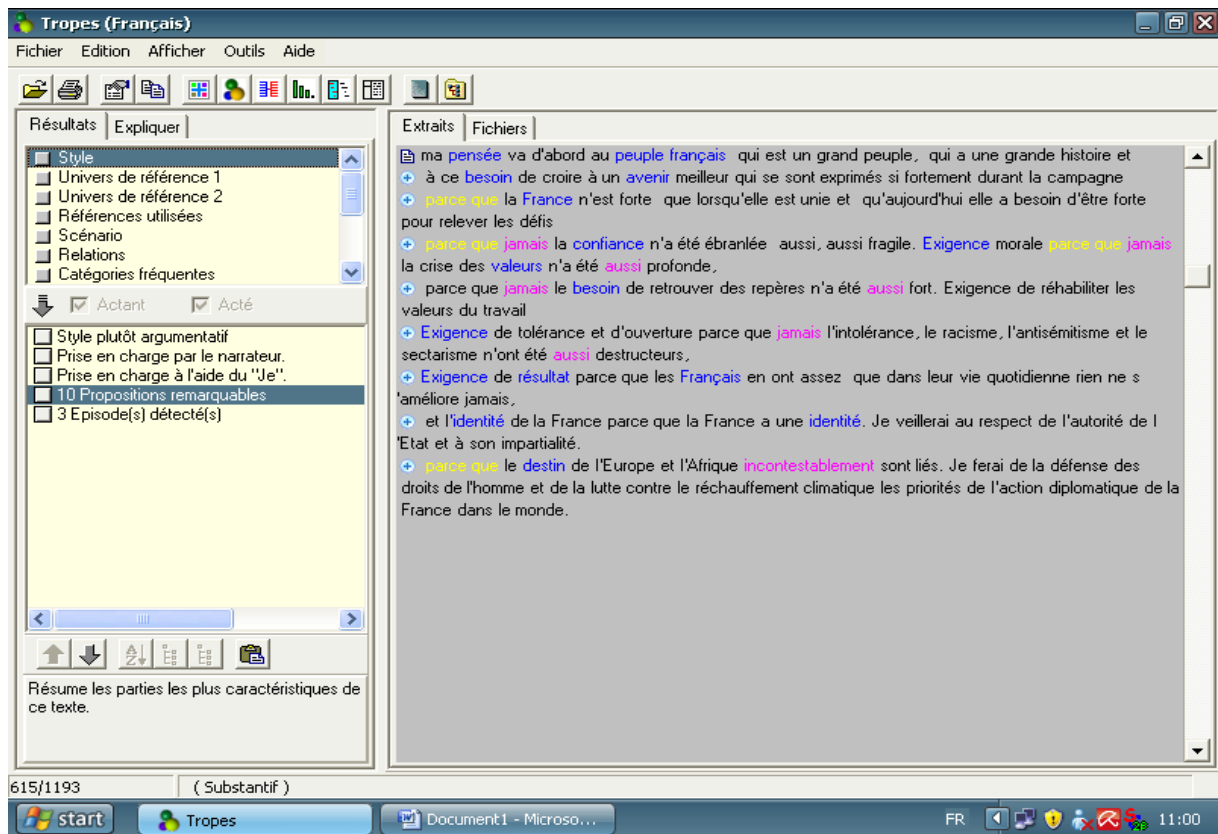 Tropes (Français)
Fichier Edition Afficher Outils Aide
Résultats Expliquer
Style
Univers de référence 1
Univers de référence 2
Références utilisées
Scénario
Relations
Catégories fréquentes
Actant Acté
Style plutôt argumentatif
Prise en charge par le narrateur.
Prise en charge à l'aide du "Je".
10 Propositions remarquables
3 Episode(s) détecté(s)
Résume les parties les plus caractéristiques de
ce texte.
Extraits Fichiers
ma pensée va d'abord au peuple français qui est un grand peuple, qui a une grande histoire et
à ce besoin de croire à un avenir meilleur qui se sont exprimés si fortement durant la campagne
parce que la France n'est forte que lorsqu'elle est unie et qu'aujourd'hui elle a besoin d'être forte
pour relever les défis
parce que jamais la confiance n'a été ébranlée aussi, aussi fragile. Exigence morale parce que jamais
la crise des valeurs n'a été aussi profonde,
parce que jamais le besoin de retrouver des repères n'a été aussi fort. Exigence de réhabiliter les
valeurs du travail
Exigence de tolérance et d'ouverture parce que jamais l'intolérance, le racisme, l'antisémitisme et le
sectarisme n'ont été aussi destructeurs,
Exigence de résultat parce que les Français en ont assez que dans leur vie quotidienne rien ne s
'améliore jamais,
et l'identité de la France parce que la France a une identité. Je veillerai au respect de l'autorité de l
'Etat et à son impartialité.
parce que le destin de l'Europe et l'Afrique incontestablement sont liés. Je ferai de la défense des
droits de l'homme et de la lutte contre le réchauffement climatique les priorités de l'action diplomatique de la
France dans le monde.
615/1193 ( Substantif )
start Tropes Document1 - Microso... FR 11:00